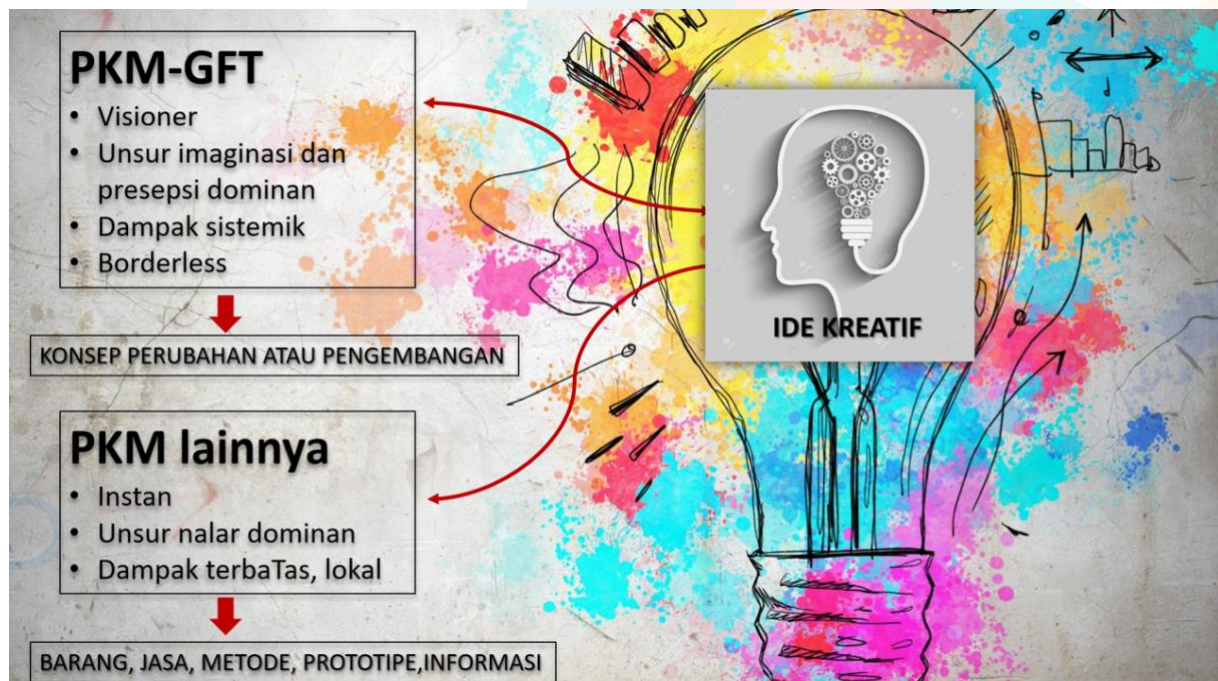 PKM-GFT
• Visioner
• Unsur imaginasi dan
presepsi dominan
• Dampak sistemik
• Borderless
KONSEP PERUBAHAN ATAU PENGEMBANGAN
PKM lainnya
• Instan
• Unsur nalar dominan
• Dampak terbaTas, lokal
BARANG, JASA, METODE, PROTOTIPE,INFORMASI
IDE KREATIF